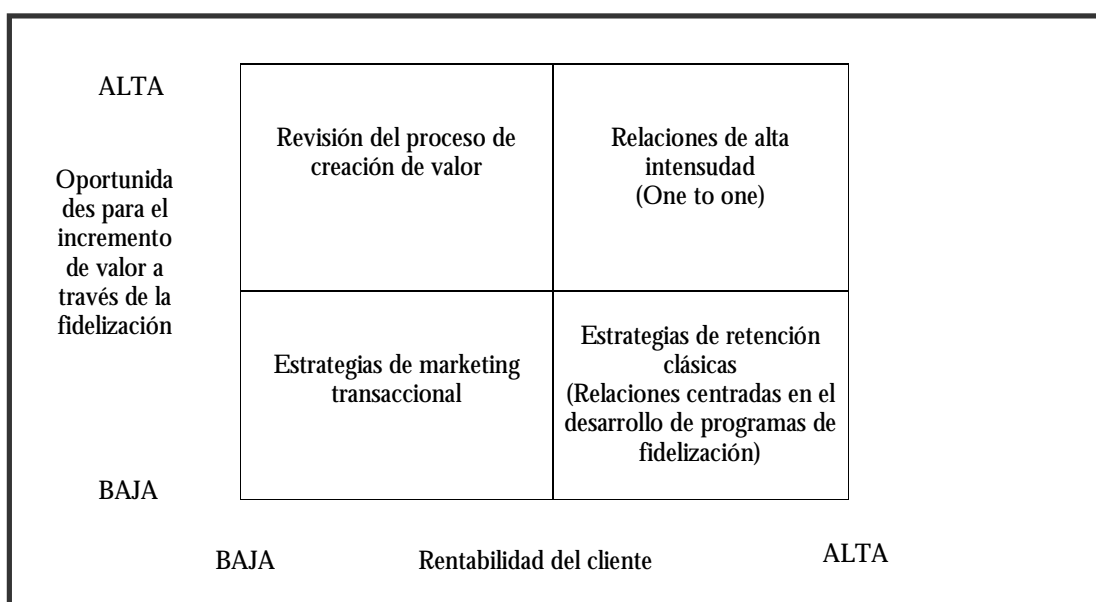 ALTA
Revisión del proceso de
creación de valor
Relaciones de alta
intensudad
(One to one)
Oportunida
des para el
incremento
de valor a
través de la
fidelización
Estrategias de marketing
transaccional
Estrategias de retención
clásicas
(Relaciones centradas en el
desarrollo de programas de
fidelización)
BAJA
BAJA
Rentabilidad del cliente
ALTA